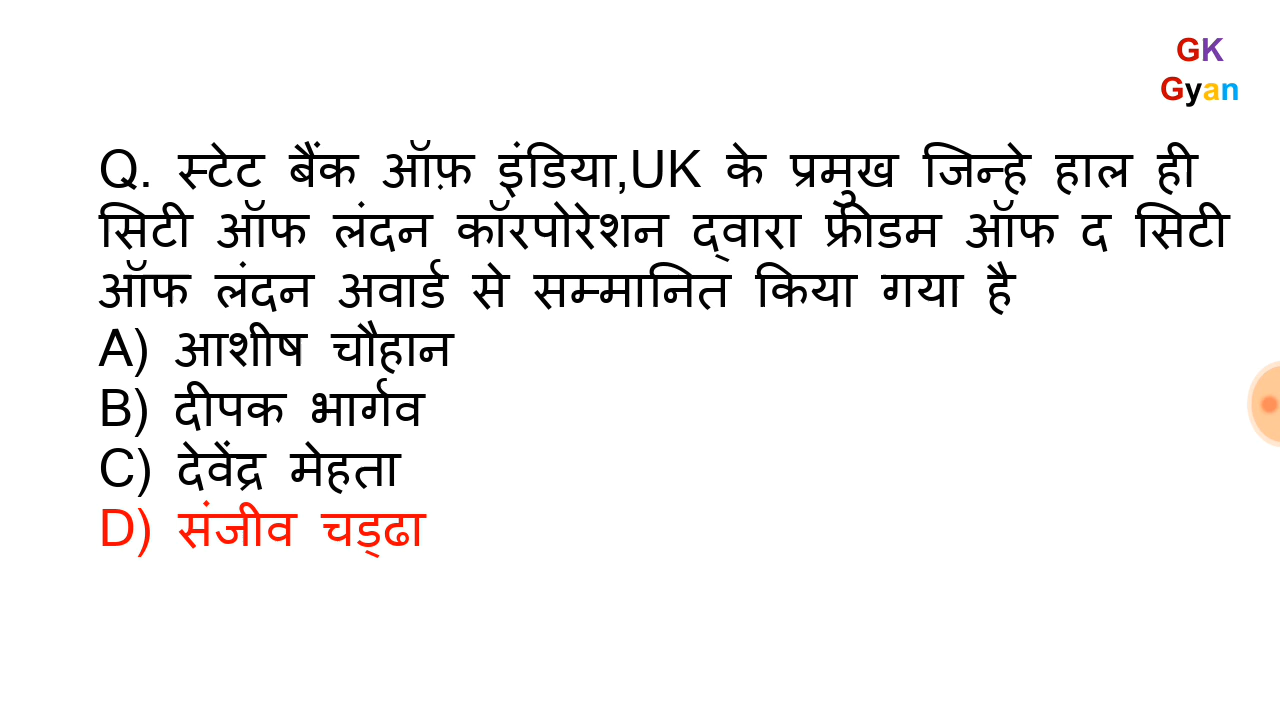 GK
Gyan
Q. स्टेट बैंक ऑफ़ इंडिया,UK के प्रमुख जिन्हे हाल ही
सिटी ऑफ लंदन कॉरपोरेशन द्वारा फ्रीडम ऑफ द सिटी
ऑफ लंदन अवार्ड से सम्मानित किया गया है
A) आशीष चौहान
B) दीपक भार्गव
C) देवेंद्र मेहता
D) संजीव चड्ढा